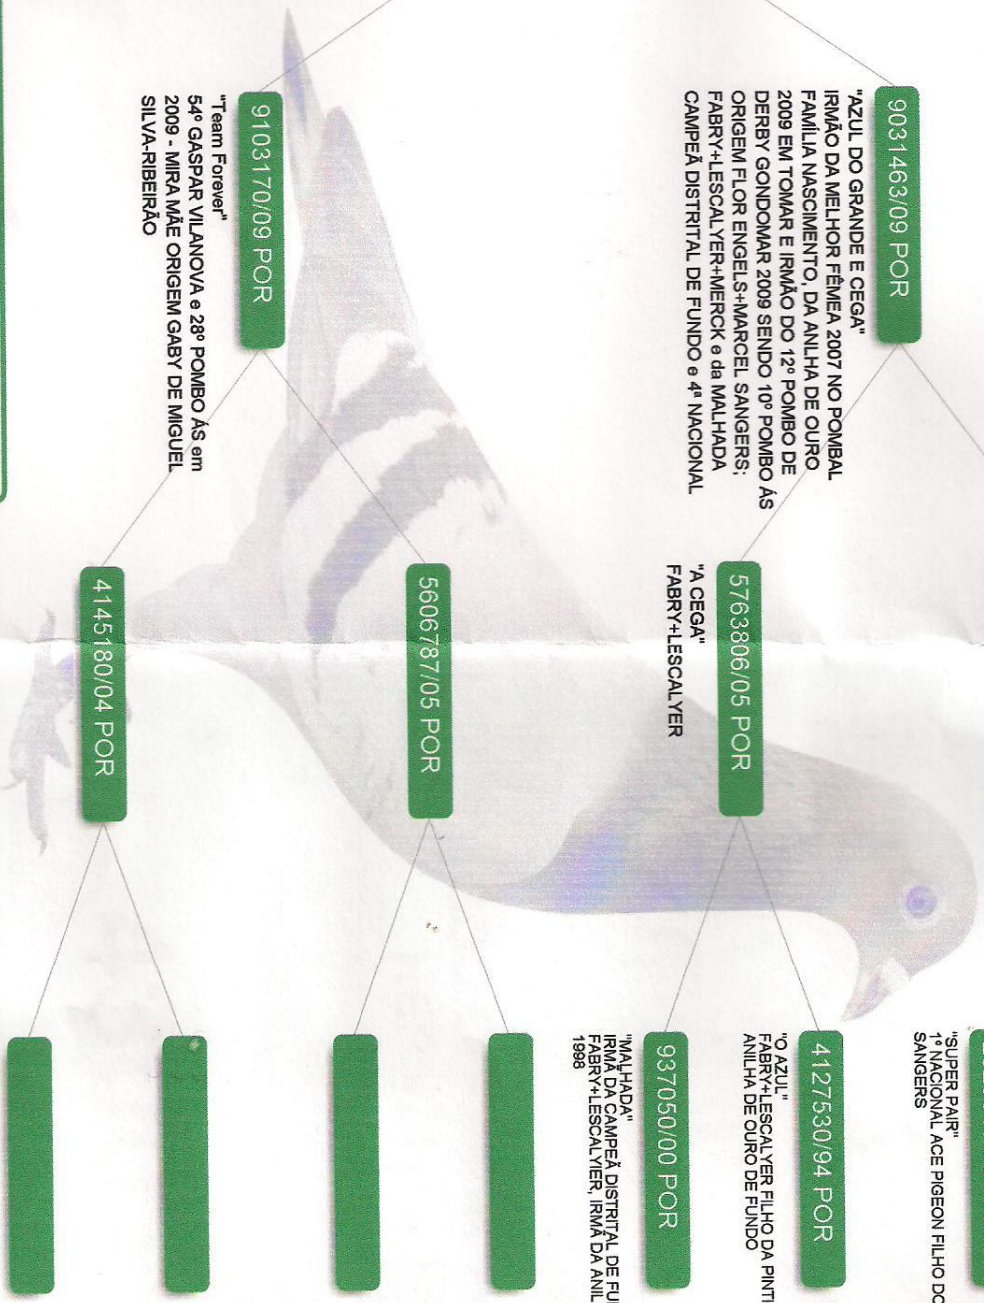 9031463/09 POR
"AZUL DO GRANDE E CEGA"
IRMÃO DA MELHOR FÊMEA 2007 NO POMBAL
FAMÍLIA NASCIMENTO, DA ANLHA DE OURO
2009 EM TOMAR E IRMÃO DO 12º POMBO DE
DERBY GONDOMAR 2009 SENDO 10º POMBO ÁS
ORIGEM FLOR ENGELS+MARCEL SANGERS;
FABRY+LESCALYER+MERCK e da MALHADA
CAMPEÃ DISTRITAL DE FUNDO e 4ª NACIONAL
9103170/09 POR
"Team Forever"
54º GASPAR VILANOVA e 28º POMBO ÁS em
2009 - MIRA MÃE ORIGEM GABY DE MIGUEL
SILVA-RIBEIRÃO
5763806/05 POR
"A CEGA"
FABRY+LESCALYER
5606787/05 POR
4145180/04 POR
"SUPER PAIR"
1º NACIONAL ACE PIGEON FILHO DO
SANGERS
4127530/94 POR
"O AZUL"
FABRY+LESCALYER FILHO DA PINT
ANILHA DE OURO DE FUNDO
937050/00 POR
"MALHADA"
IRMÃ DA CAMPEÃ DISTRITAL DE FU
FABRY+LESCALYIER, IRMÃ DA ANIL
1998